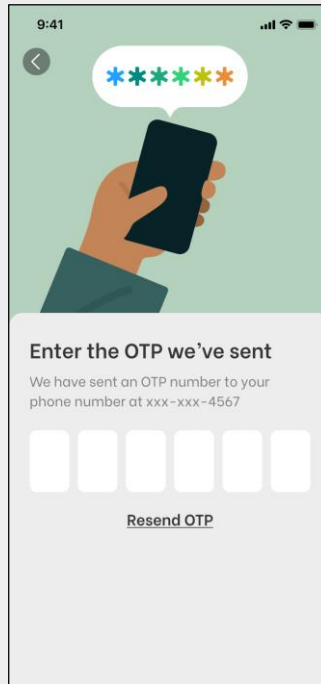 9:41
******
Enter the OTP we've sent
We have sent an OTP number to your
phone number at xxx-xxx-4567
Resend OTP